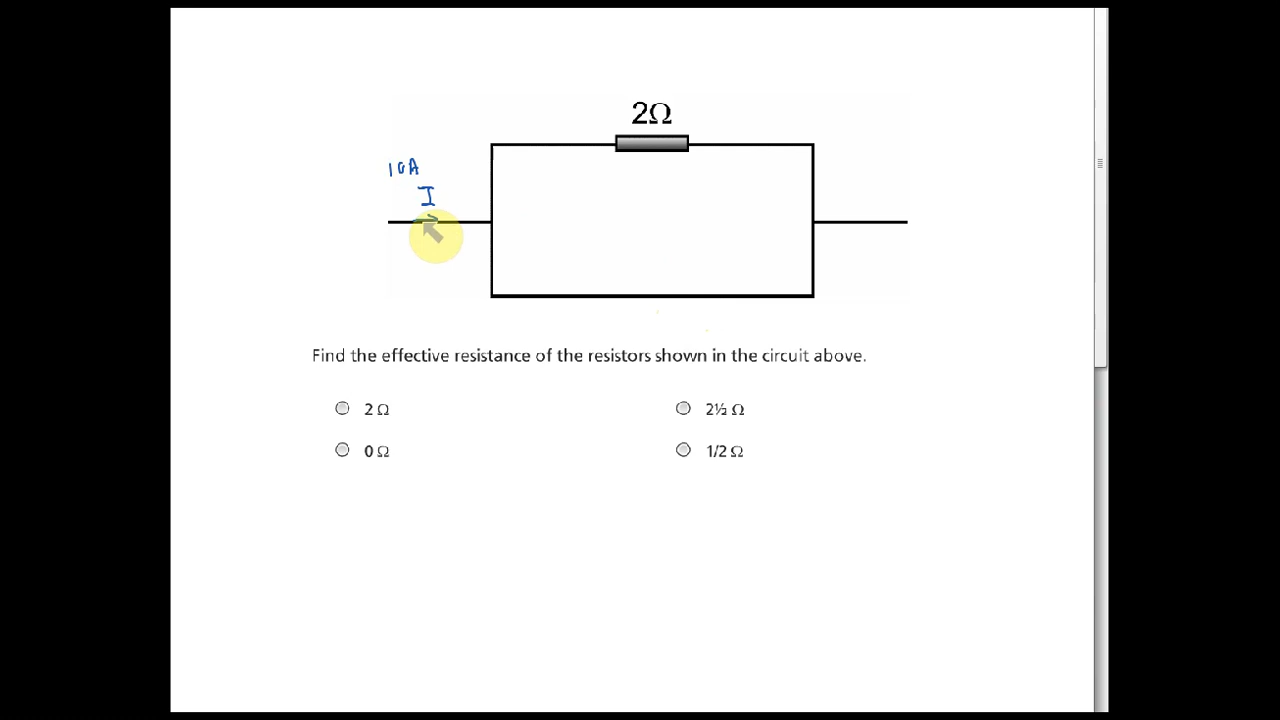 2Ω
10A
I
Find the effective resistance of the resistors shown in the circuit above.
2 Ω
2½ Ω
0 Ω
1/2 Ω